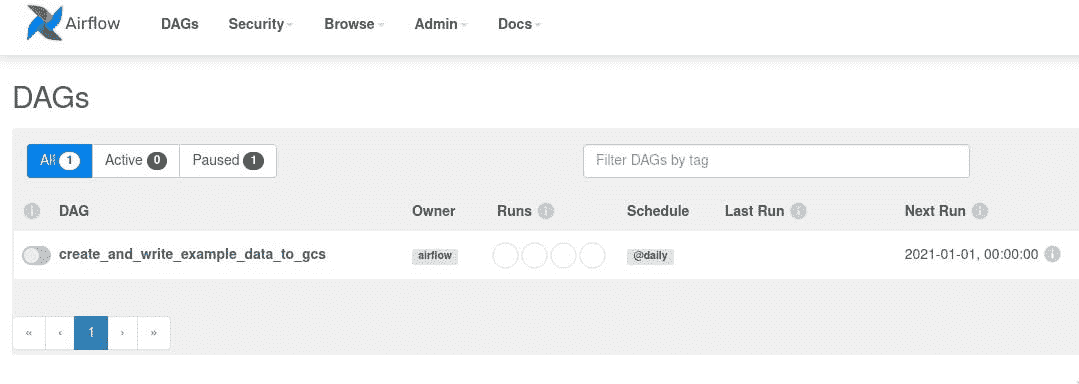 Airflow DAGs Security Browse Admin Docs
DAGs
All 1 Active 0 Paused 1 Filter DAGs by tag
i DAG Owner Runs i Schedule Last Run i Next Run i
create_and_write_example_data_to_gcs airflow @daily 2021-01-01, 00:00:00 i
« ‹ 1 › »